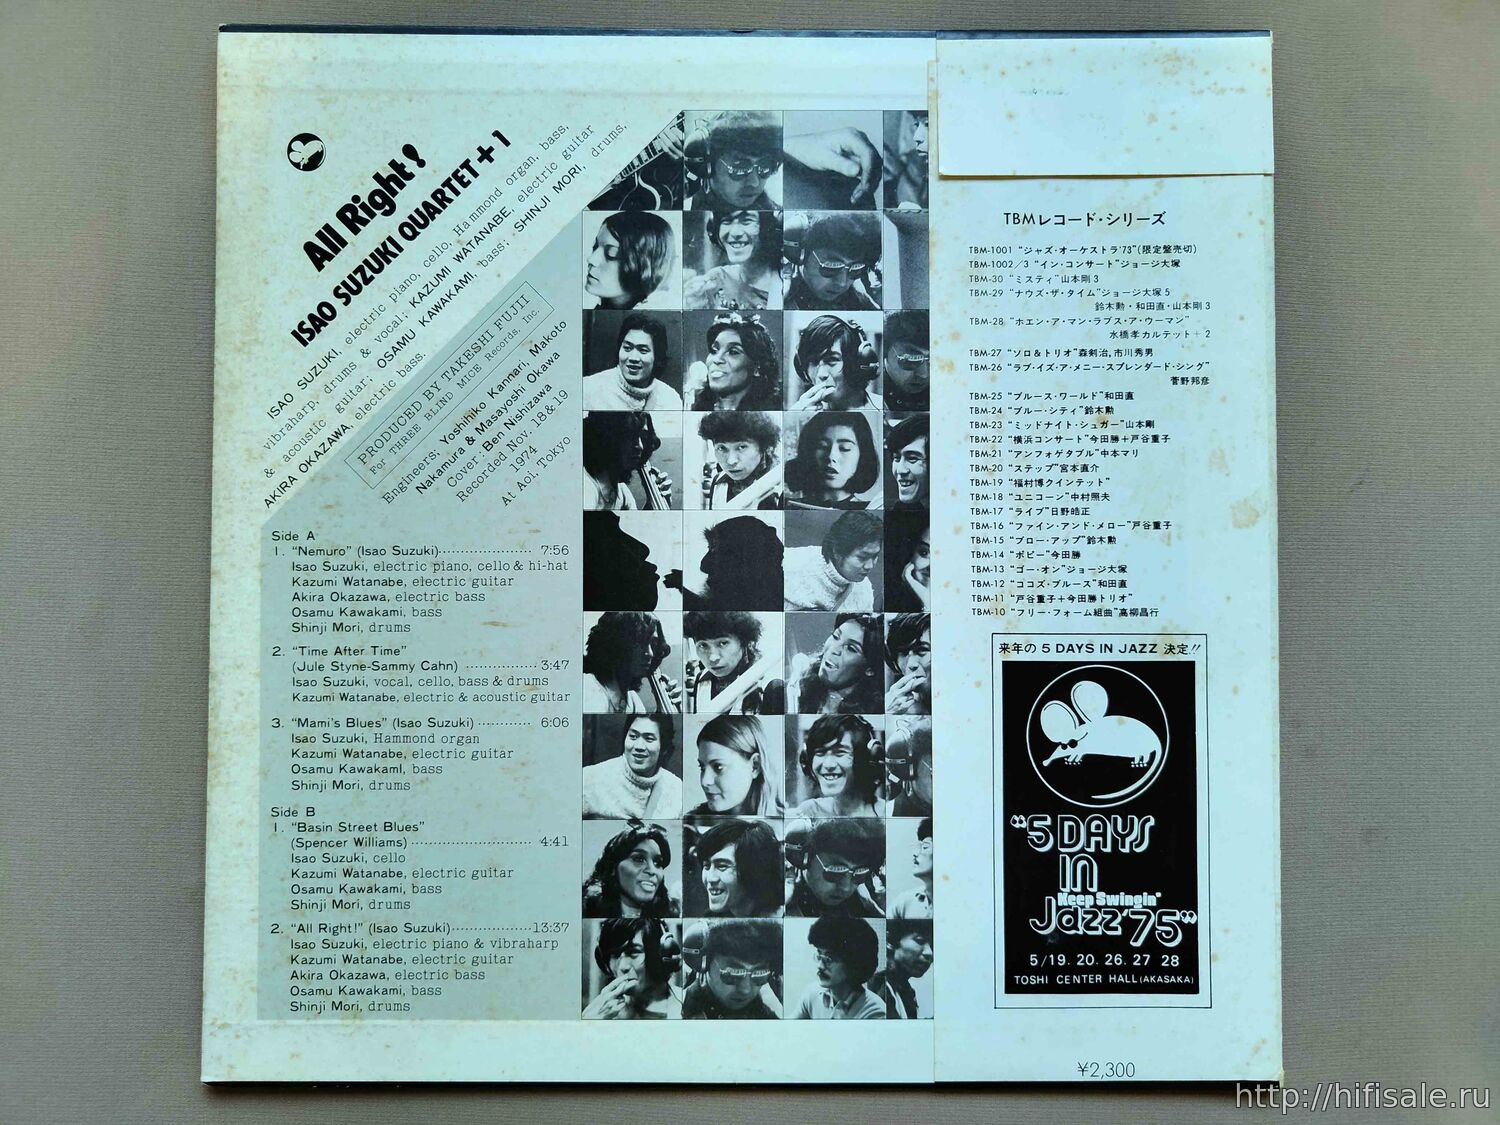 All Right!
ISAO SUZUKI QUARTET+1
ISAO SUZUKI, electric piano, cello, Hammond organ, bass,
vibraharp, drums & vocal; KAZUMI WATANABE, electric guitar
& acoustic guitar; OSAMU KAWAKAMI, bass; SHINJI MORI, drums,
AKIRA OKAZAWA, electric bass.
PRODUCED BY TAKESHI FUJII
For THREE BLIND MICE Records, Inc.
Engineers; Yoshihiko Kannari, Makoto
Nakamura & Masayoshi Okawa
Cover; Ben Nishizawa
Recorded Nov. 18&19
1974
At Aoi, Tokyo
Side A
1. "Nemuro" (Isao Suzuki) 7:56
Isao Suzuki, electric piano, cello & hi-hat
Kazumi Watanabe, electric guitar
Akira Okazawa, electric bass
Osamu Kawakami, bass
Shinji Mori, drums
2. "Time After Time"
(Jule Styne-Sammy Cahn) 3:47
Isao Suzuki, vocal, cello, bass & drums
Kazumi Watanabe, electric & acoustic guitar
3. "Mami's Blues" (Isao Suzuki) 6:06
Isao Suzuki, Hammond organ
Kazumi Watanabe, electric guitar
Osamu KawakamI, bass
Shinji Mori, drums
Side B
1. "Basin Street Blues"
(Spencer Williams) 4:41
Isao Suzuki, cello
Kazumi Watanabe, electric guitar
Osamu Kawakami, bass
Shinji Mori, drums
2. "All Right!" (Isao Suzuki) 13:37
Isao Suzuki, electric piano & vibraharp
Kazumi Watanabe, electric guitar
Akira Okazawa, electric bass
Osamu Kawakami, bass
Shinji Mori, drums
TBMレコード・シリーズ
TBM-1001 "ジャズ・オーケストラ'73"(限定盤売切)
TBM-1002/3 "イン・コンサート"ジョージ大塚
TBM-30 "ミスティ"山本剛3
TBM-29 "ナウズ・ザ・タイム"ジョージ大塚5
鈴木勲・和田直・山本剛3
TBM-28 "ホエン・ア・マン・ラブス・ア・ウーマン"
水橋孝カルテット+2
TBM-27 "ソロ&トリオ"森剣治,市川秀男
TBM-26 "ラブ・イズ・ア・メニー・スプレンダード・シング"
菅野邦彦
TBM-25 "ブルース・ワールド"和田直
TBM-24 "ブルー・シティ"鈴木勲
TBM-23 "ミッドナイト・シュガー"山本剛
TBM-22 "横浜コンサート"今田勝+戸谷重子
TBM-21 "アンフォゲタブル"中本マリ
TBM-20 "ステップ"宮本直介
TBM-19 "福村博クインテット"
TBM-18 "ユニコーン"中村照夫
TBM-17 "ライブ"日野皓正
TBM-16 "ファイン・アンド・メロー"戸谷重子
TBM-15 "ブロー・アップ"鈴木勲
TBM-14 "ポピー"今田勝
TBM-13 "ゴー・オン"ジョージ大塚
TBM-12 "ココズ・ブルース"和田直
TBM-11 "戸谷重子+今田勝トリオ"
TBM-10 "フリー・フォーム組曲"高柳昌行
来年の 5 DAYS IN JAZZ 決定!!
"5 DAYS
IN
Keep Swingin'
Jazz'75"
5/19. 20. 26. 27 28
TOSHI CENTER HALL(AKASAKA)
¥2,300
http://hifisale.ru